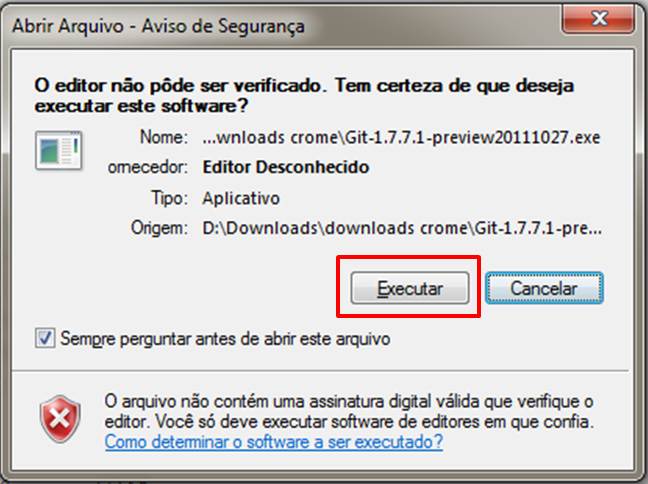 Abrir Arquivo - Aviso de Segurança
O editor não pôde ser verificado. Tem certeza de que deseja
executar este software?
Nome: ...wnloads crome\Git-1.7.7.1-preview20111027.exe
ornecedor: Editor Desconhecido
Tipo: Aplicativo
Origem: D:\Downloads\downloads crome\Git-1.7.7.1-pre...
Executar Cancelar
Sempre perguntar antes de abrir este arquivo
O arquivo não contém uma assinatura digital válida que verifique o
editor. Você só deve executar software de editores em que confia.
Como determinar o software a ser executado?